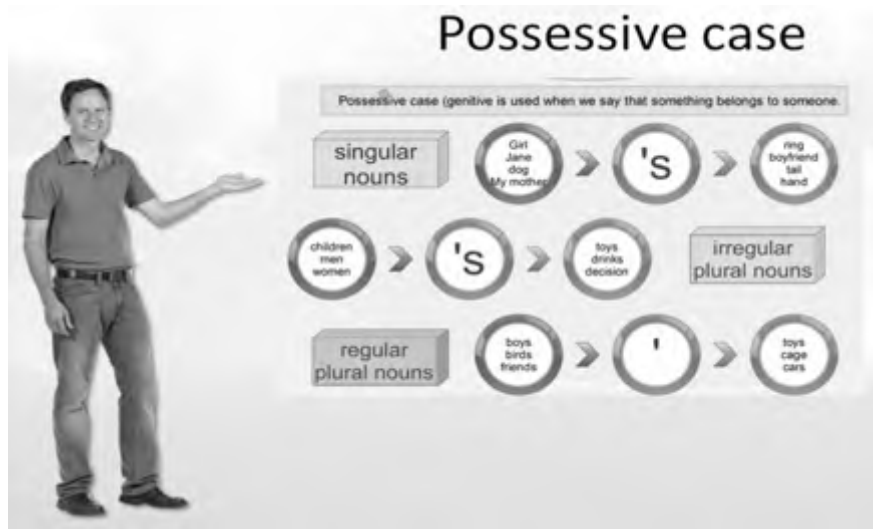 Possessive case
Possessive case (genitive is used when we say that something belongs to someone.
singular
nouns
Girl
Jane
dog
My mother
's
ring
boyfriend
tail
hand
children
men
women
's
toys
drinks
decision
irregular
plural nouns
regular
plural nouns
boys
birds
friends
'
toys
cage
cars